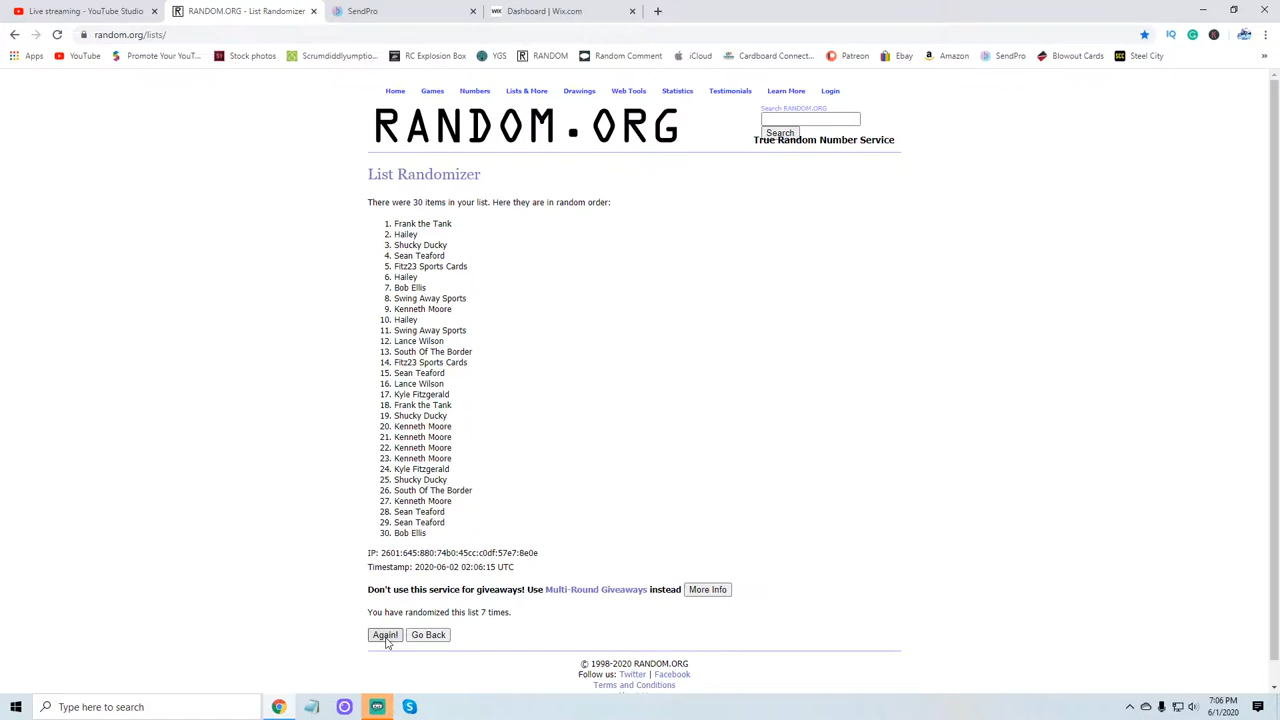 Live streaming - YouTube Studio
RANDOM.ORG - List Randomizer
SendPro
Dashboard | Wix.com
random.org/lists/
Apps
YouTube
Promote Your YouT...
Stock photos
Scrumdiddlyumptio...
RC Explosion Box
YGS
RANDOM
Random Comment
iCloud
Cardboard Connect...
Patreon
Ebay
Amazon
SendPro
Blowout Cards
Steel City
Home Games Numbers Lists & More Drawings Web Tools Statistics Testimonials Learn More Login
RANDOM.ORG
Search RANDOM.ORG
Search
True Random Number Service
List Randomizer
There were 30 items in your list. Here they are in random order:
1. Frank the Tank
2. Hailey
3. Shucky Ducky
4. Sean Teaford
5. Fitz23 Sports Cards
6. Hailey
7. Bob Ellis
8. Swing Away Sports
9. Kenneth Moore
10. Hailey
11. Swing Away Sports
12. Lance Wilson
13. South Of The Border
14. Fitz23 Sports Cards
15. Sean Teaford
16. Lance Wilson
17. Kyle Fitzgerald
18. Frank the Tank
19. Shucky Ducky
20. Kenneth Moore
21. Kenneth Moore
22. Kenneth Moore
23. Kenneth Moore
24. Kyle Fitzgerald
25. Shucky Ducky
26. South Of The Border
27. Kenneth Moore
28. Sean Teaford
29. Sean Teaford
30. Bob Ellis
IP: 2601:645:880:74b0:45cc:c0df:57e7:8e0e
Timestamp: 2020-06-02 02:06:15 UTC
Don't use this service for giveaways! Use Multi-Round Giveaways instead More Info
You have randomized this list 7 times.
Again! Go Back
© 1998-2020 RANDOM.ORG
Follow us: Twitter | Facebook
Terms and Conditions
Type here to search
7:06 PM
6/1/2020